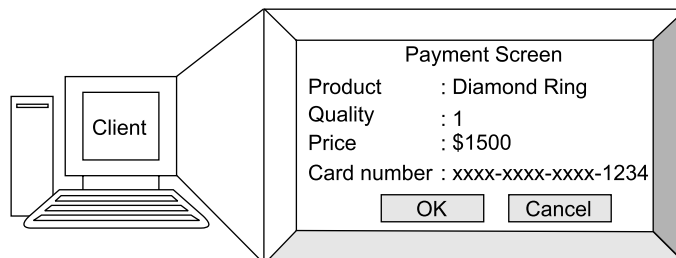 Client
Payment Screen
Product : Diamond Ring
Quality : 1
Price : $1500
Card number : xxxx-xxxx-xxxx-1234
OK Cancel